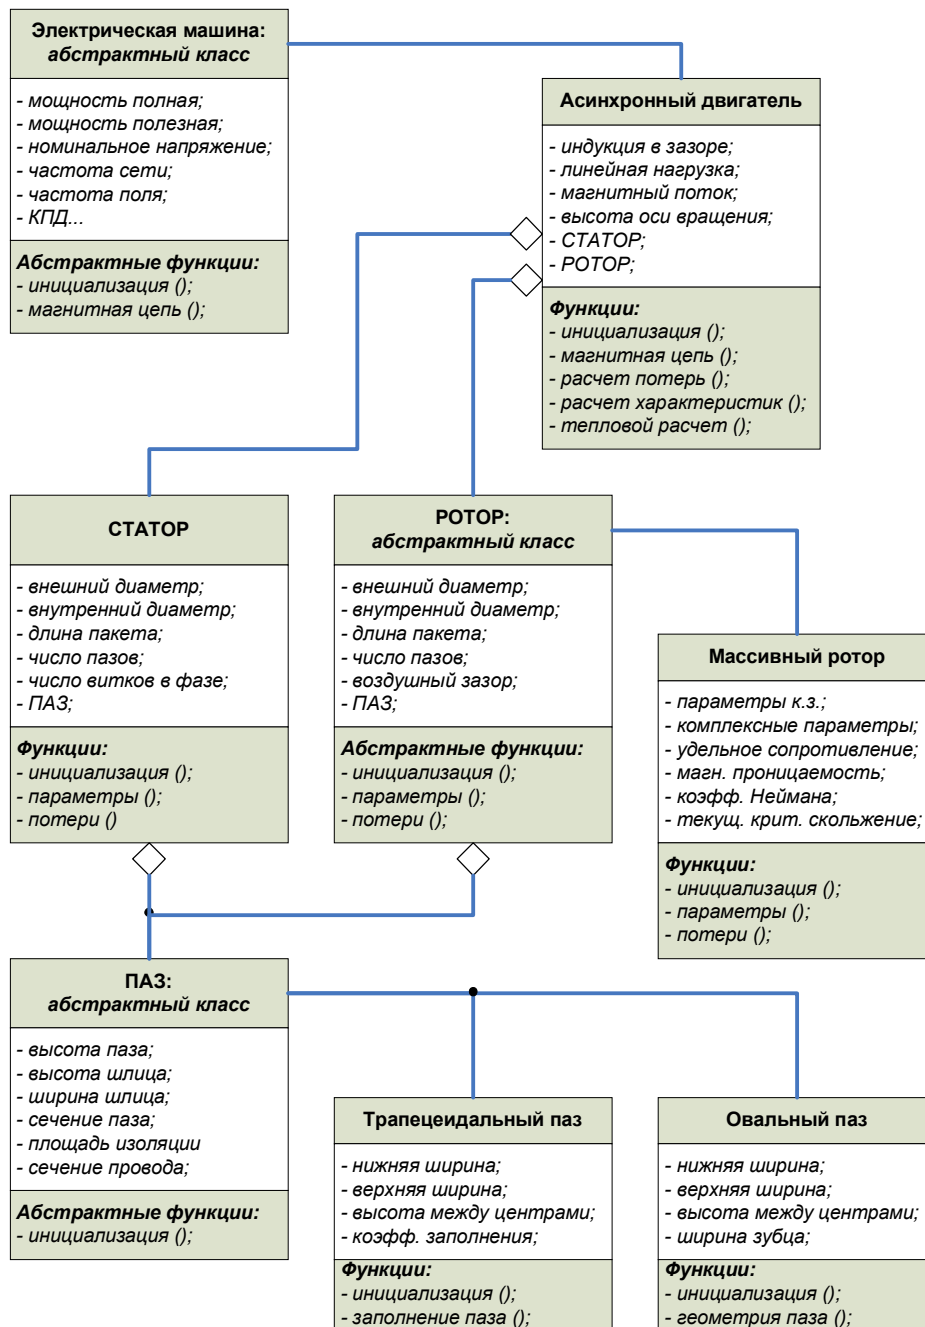 Электрическая машина:
абстрактный класс
- мощность полная;
- мощность полезная;
- номинальное напряжение;
- частота сети;
- частота поля;
- КПД...
Абстрактные функции:
- инициализация ();
- магнитная цепь ();
Асинхронный двигатель
- индукция в зазоре;
- линейная нагрузка;
- магнитный поток;
- высота оси вращения;
- СТАТОР;
- РОТОР;
Функции:
- инициализация ();
- магнитная цепь ();
- расчет потерь ();
- расчет характеристик ();
- тепловой расчет ();
СТАТОР
- внешний диаметр;
- внутренний диаметр;
- длина пакета;
- число пазов;
- число витков в фазе;
- ПАЗ;
Функции:
- инициализация ();
- параметры ();
- потери ()
РОТОР:
абстрактный класс
- внешний диаметр;
- внутренний диаметр;
- длина пакета;
- число пазов;
- воздушный зазор;
- ПАЗ;
Абстрактные функции:
- инициализация ();
- параметры ();
- потери ();
Массивный ротор
- параметры к.з.;
- комплексные параметры;
- удельное сопротивление;
- магн. проницаемость;
- коэфф. Неймана;
- текущ. крит. скольжение;
Функции:
- инициализация ();
- параметры ();
- потери ();
ПАЗ:
абстрактный класс
- высота паза;
- высота шлица;
- ширина шлица;
- сечение паза;
- площадь изоляции
- сечение провода;
Абстрактные функции:
- инициализация ();
Трапецеидальный паз
- нижняя ширина;
- верхняя ширина;
- высота между центрами;
- коэфф. заполнения;
Функции:
- инициализация ();
- заполнение паза ();
Овальный паз
- нижняя ширина;
- верхняя ширина;
- высота между центрами;
- ширина зубца;
Функции:
- инициализация ();
- геометрия паза ();